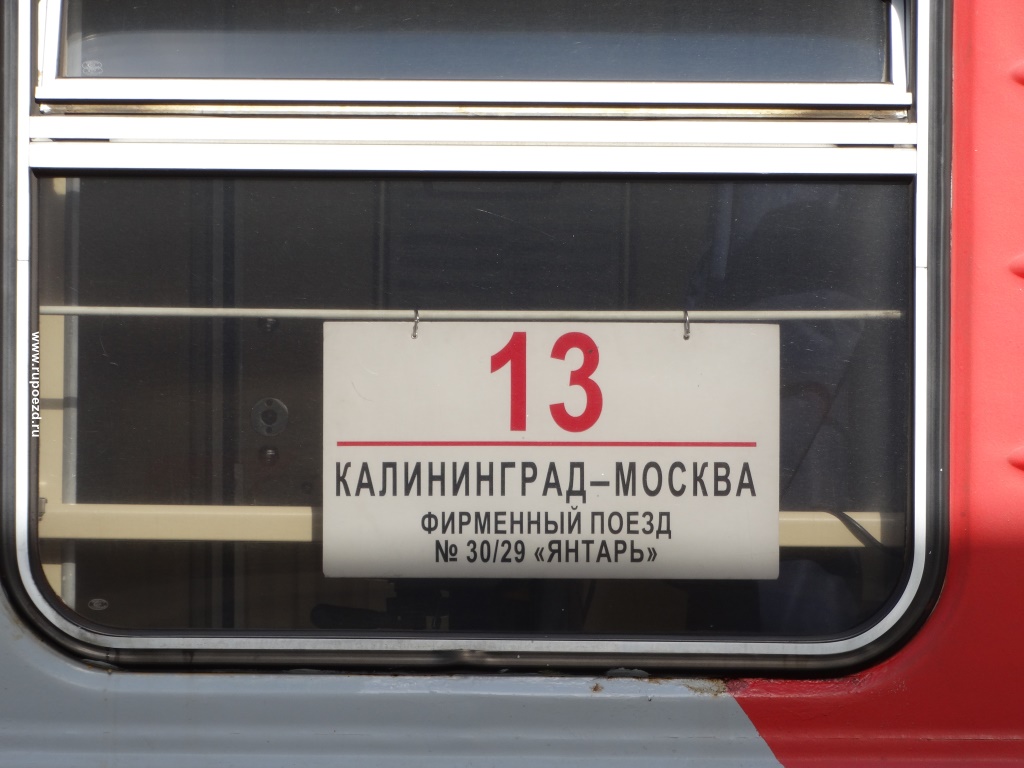 13
КАЛИНИНГРАД–МОСКВА
ФИРМЕННЫЙ ПОЕЗД
№ 30/29 «ЯНТАРЬ»
www.rupoezd.ru